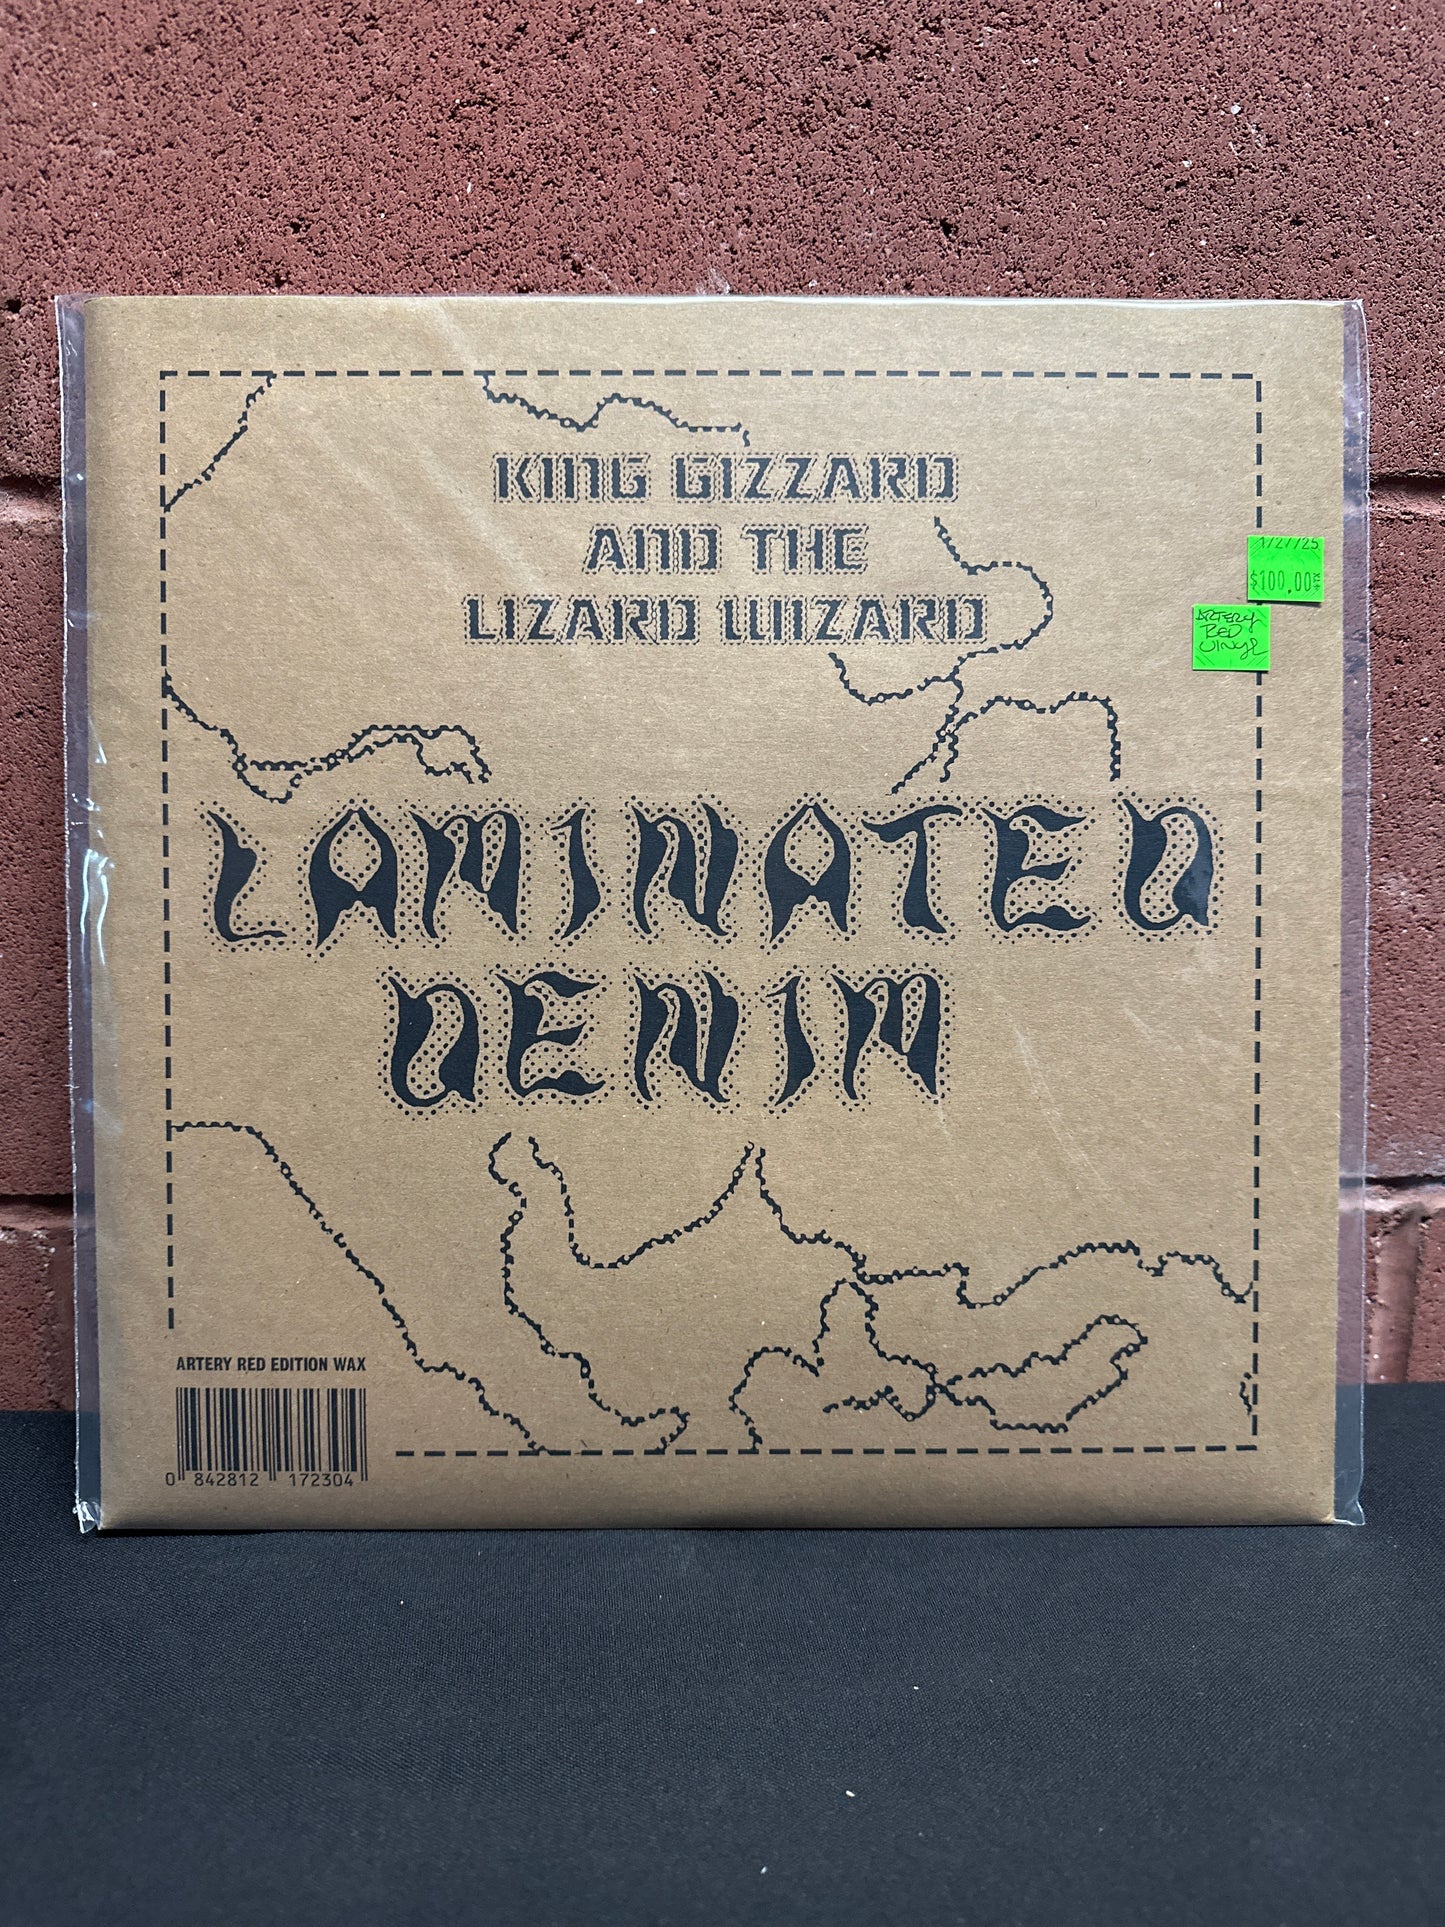 KING GIZZARD
AND THE
LIZARD WIZARD
1/27/25
$100.00
ARTERY
RED
VINYL
LAMINATED
DENIM
ARTERY RED EDITION WAX
0 842812 172304